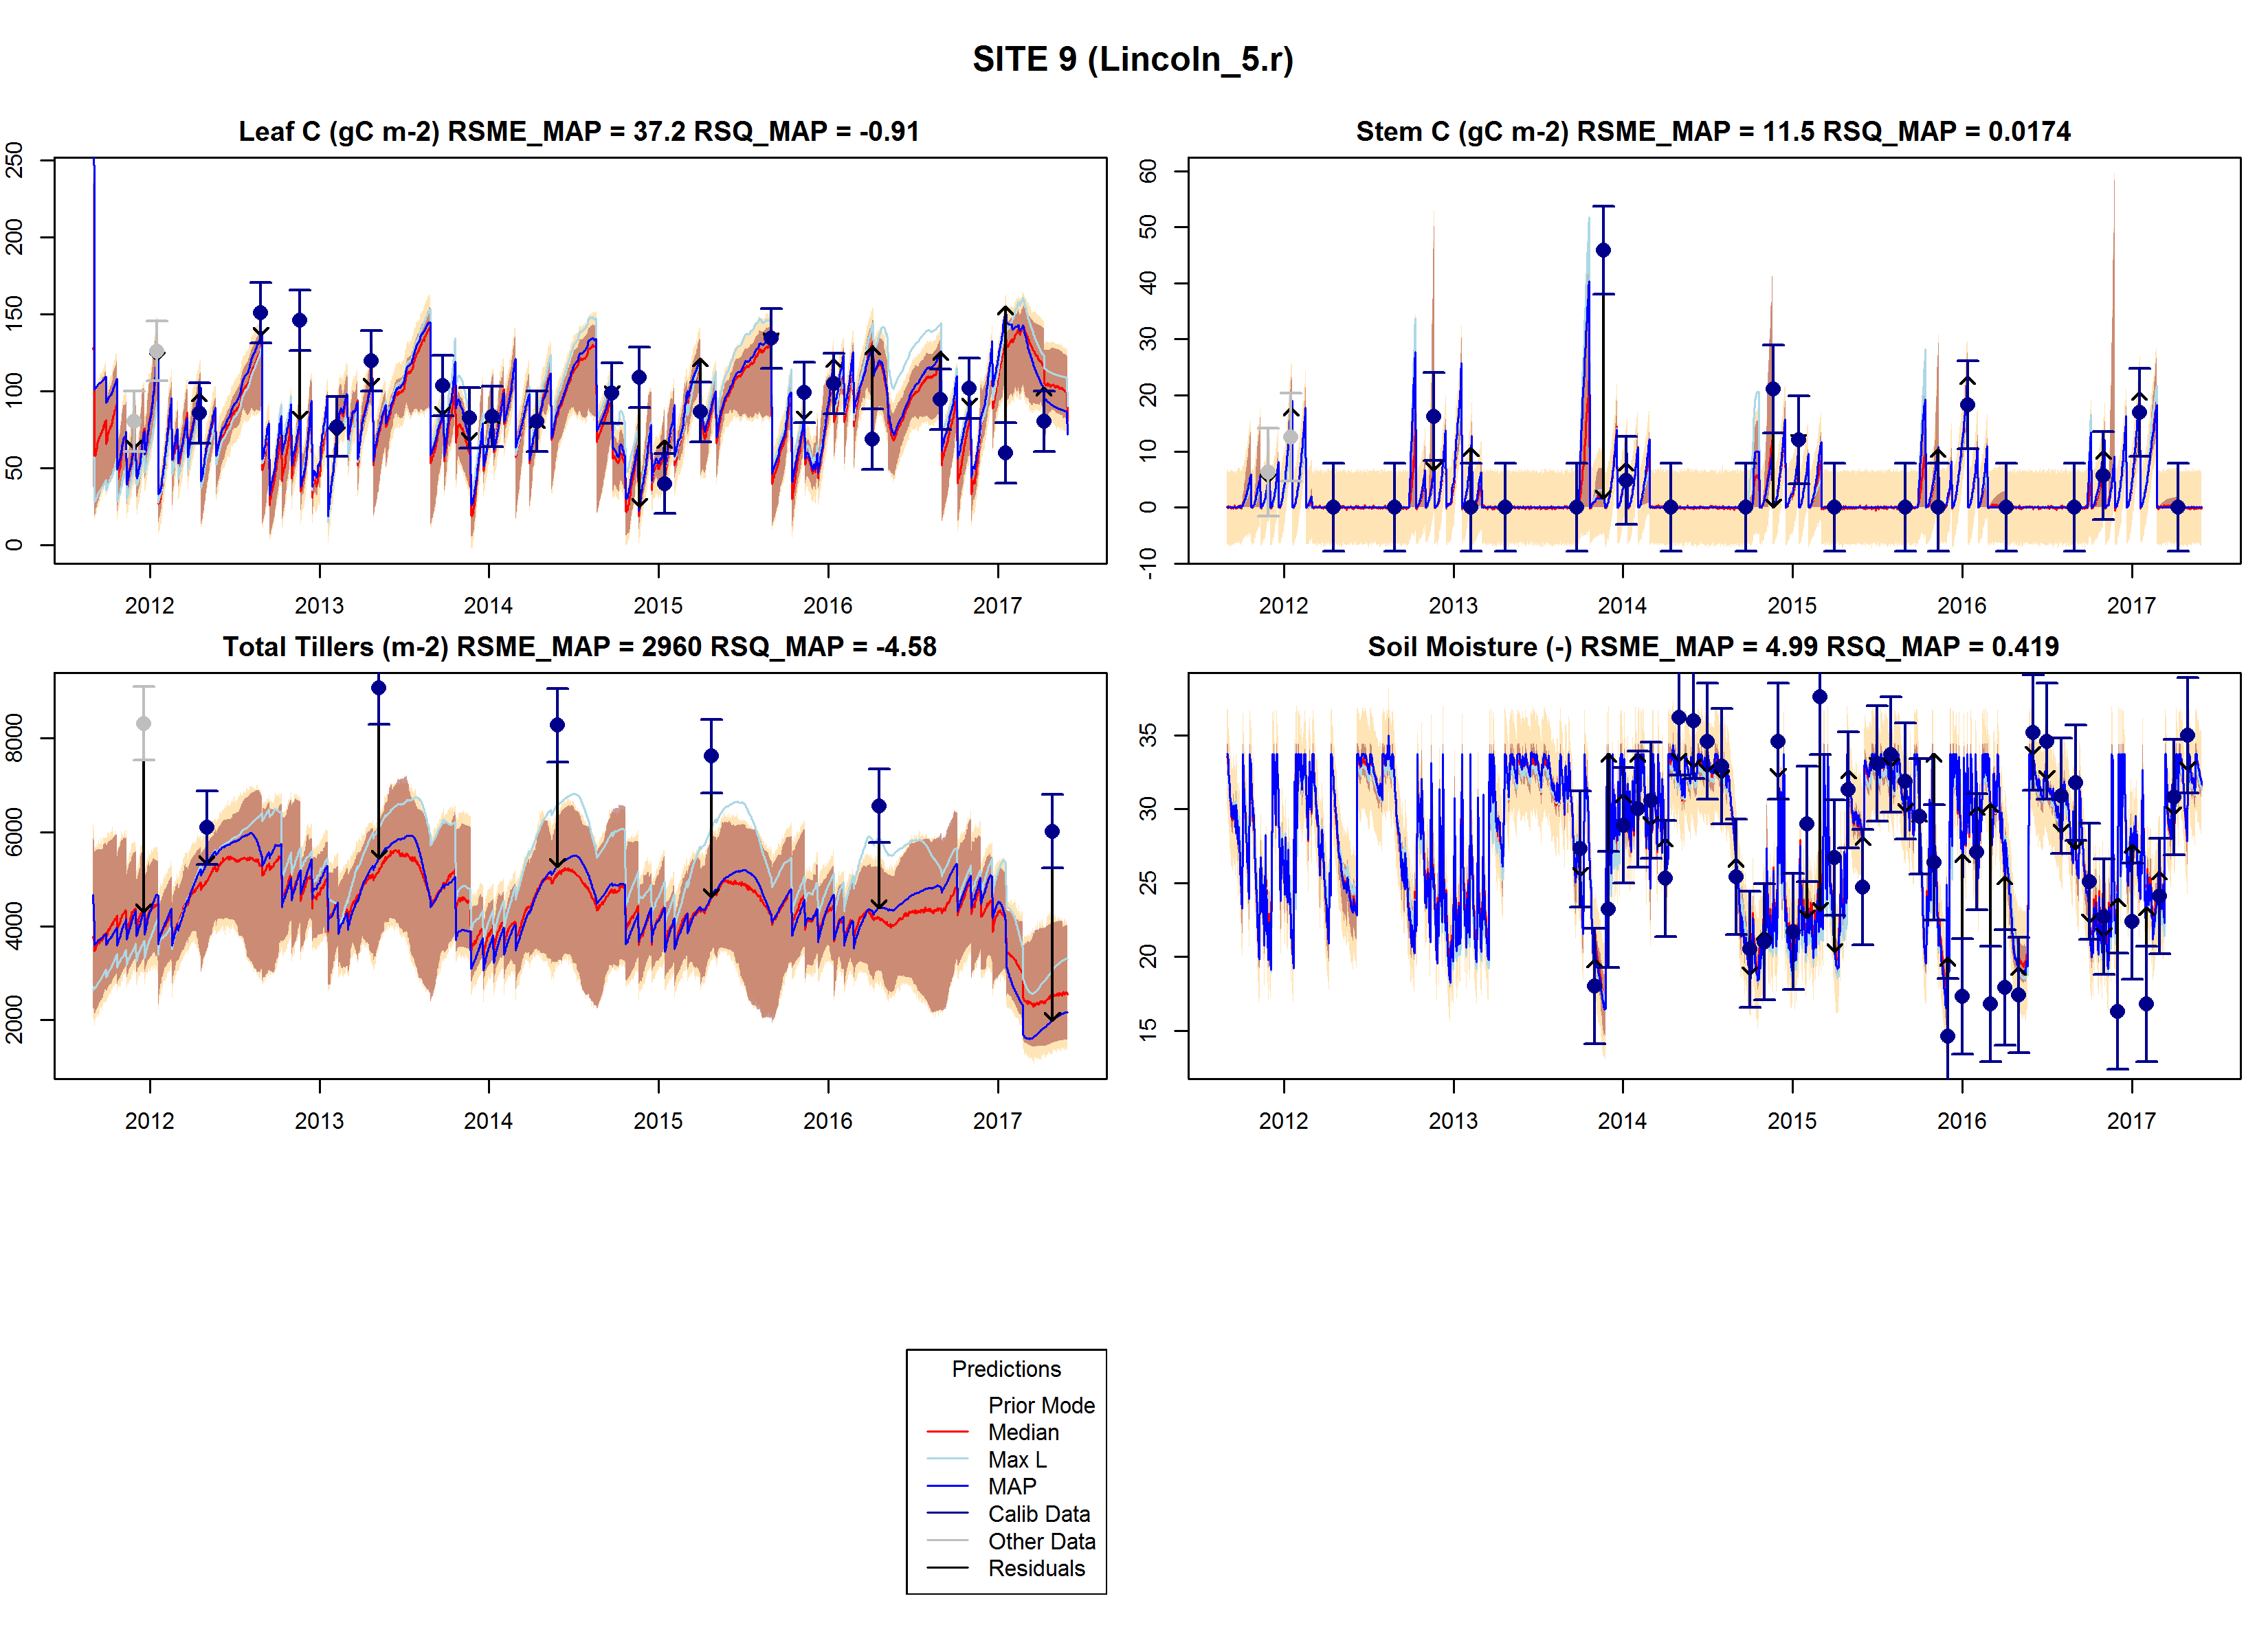 SITE 9 (Lincoln_5.r)
Leaf C (gC m-2) RSME_MAP = 37.2 RSQ_MAP = -0.91
250
200
150
100
50
0
2012 2013 2014 2015 2016 2017
Stem C (gC m-2) RSME_MAP = 11.5 RSQ_MAP = 0.0174
60
50
40
30
20
10
0
-10
2012 2013 2014 2015 2016 2017
Total Tillers (m-2) RSME_MAP = 2960 RSQ_MAP = -4.58
8000
6000
4000
2000
2012 2013 2014 2015 2016 2017
Soil Moisture (-) RSME_MAP = 4.99 RSQ_MAP = 0.419
35
30
25
20
15
2012 2013 2014 2015 2016 2017
Predictions
Prior Mode
Median
Max L
MAP
Calib Data
Other Data
Residuals